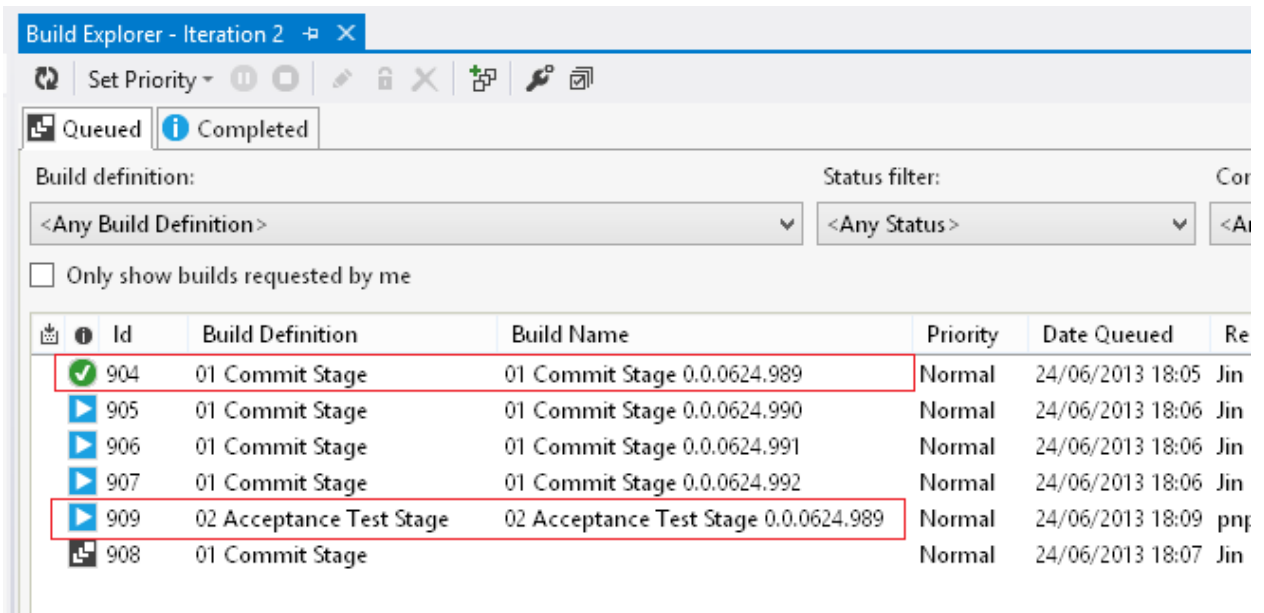 Build Explorer - Iteration 2
Set Priority
Queued Completed
Build definition: Status filter:
<Any Build Definition> <Any Status>
Only show builds requested by me
Id Build Definition Build Name Priority Date Queued
904 01 Commit Stage 01 Commit Stage 0.0.0624.989 Normal 24/06/2013 18:05 Jin
905 01 Commit Stage 01 Commit Stage 0.0.0624.990 Normal 24/06/2013 18:06 Jin
906 01 Commit Stage 01 Commit Stage 0.0.0624.991 Normal 24/06/2013 18:06 Jin
907 01 Commit Stage 01 Commit Stage 0.0.0624.992 Normal 24/06/2013 18:06 Jin
909 02 Acceptance Test Stage 02 Acceptance Test Stage 0.0.0624.989 Normal 24/06/2013 18:09
908 01 Commit Stage Normal 24/06/2013 18:07 Jin